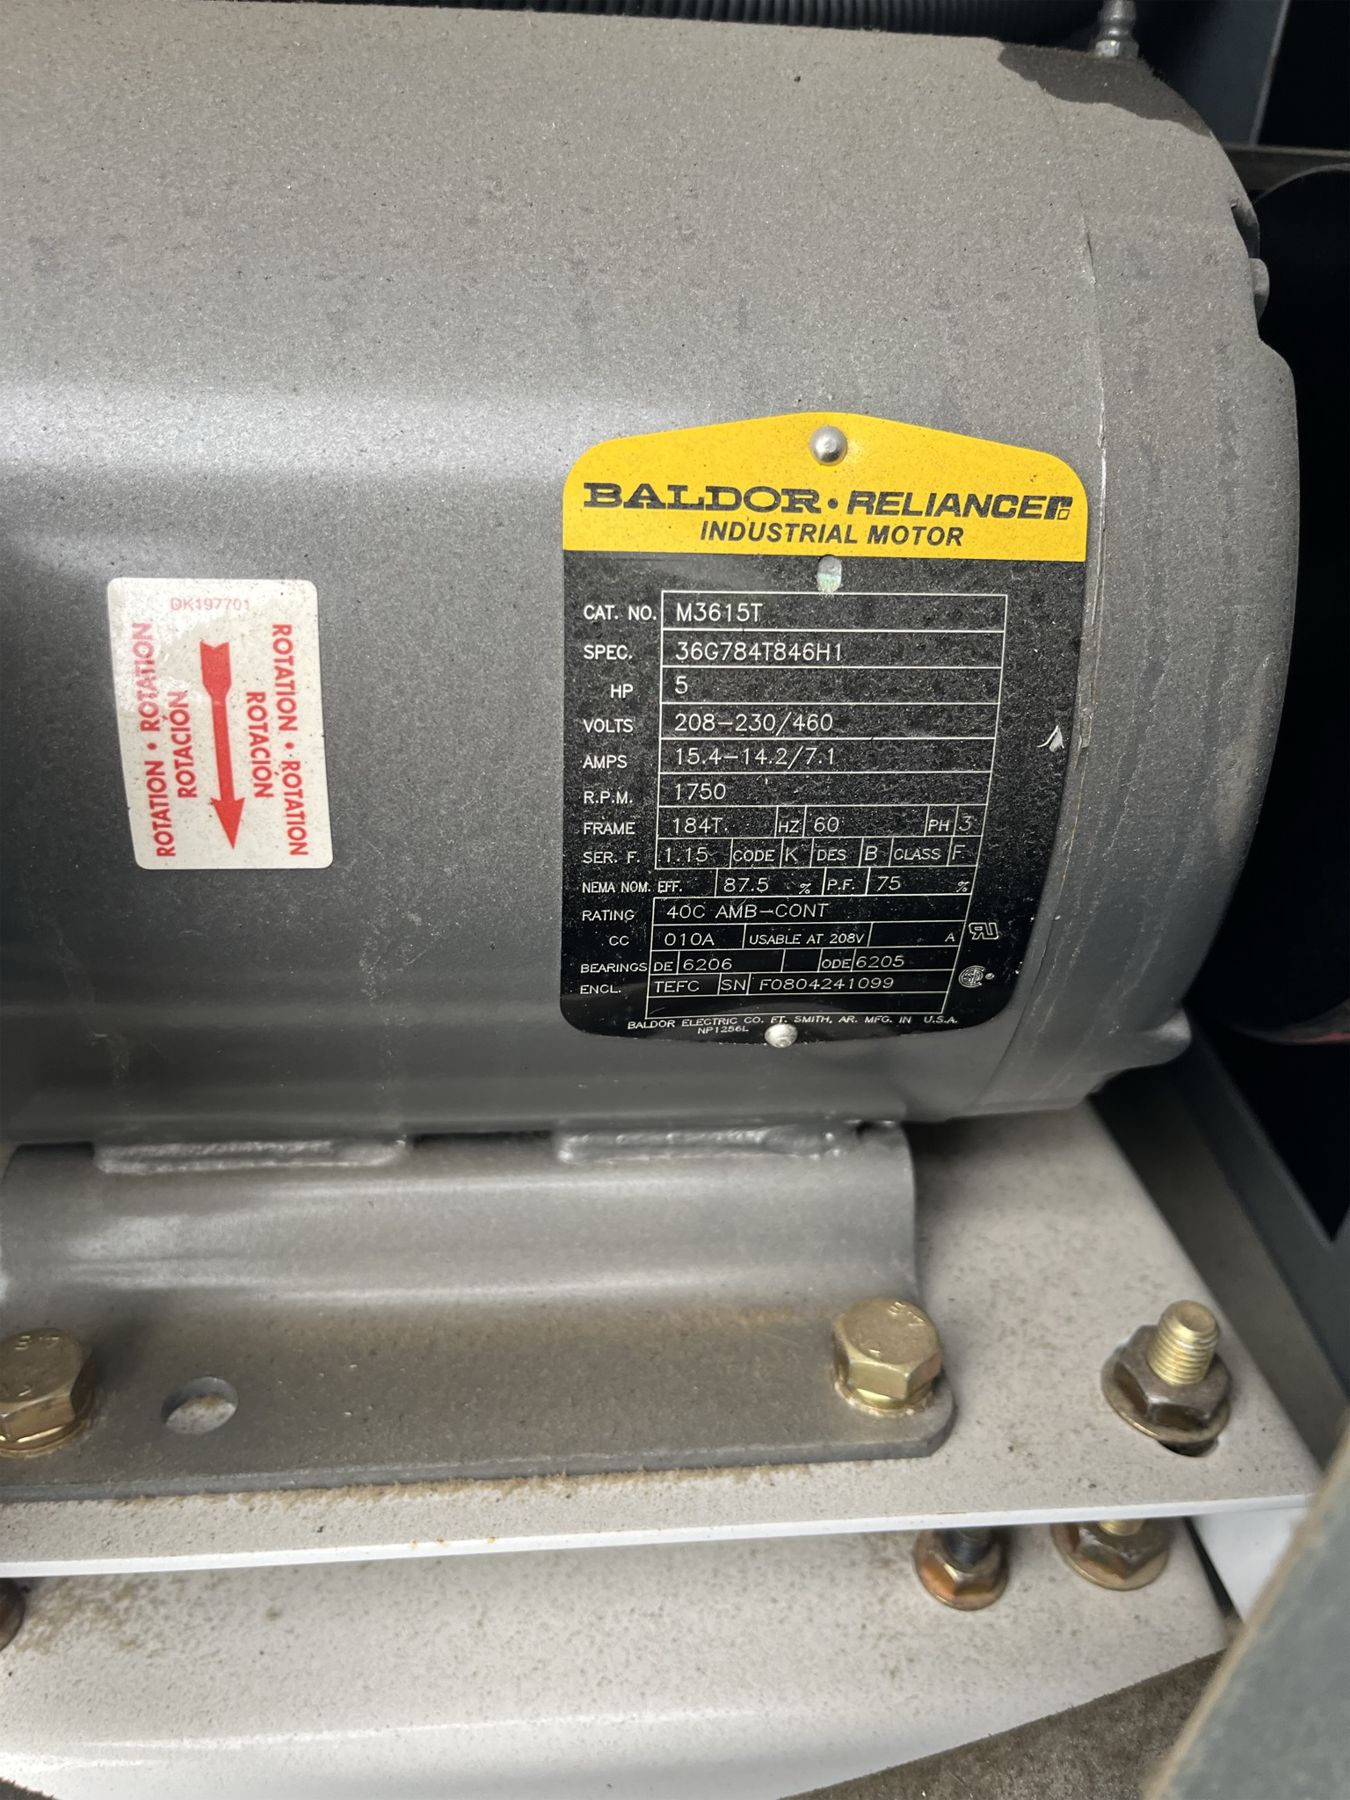 BALDOR • RELIANCE
INDUSTRIAL MOTOR
CAT. NO. M3615T
SPEC. 36G784T846H1
HP 5
VOLTS 208-230/460
AMPS 15.4-14.2/7.1
R.P.M. 1750
FRAME 184T HZ 60 PH 3
SER. F. 1.15 CODE K DES B CLASS F
NEMA NOM. EFF. 87.5 % P.F. 75 %
RATING 40C AMB-CONT
CC 010A USABLE AT 208V A
BEARINGS DE 6206 ODE 6205
ENCL. TEFC SN F0804241099
BALDOR ELECTRIC CO. FT. SMITH, AR. MFG. IN U.S.A.
NP1256L
DK197701
ROTATION • ROTATION
ROTACIÓN
ROTATION • ROTATION
ROTACIÓN